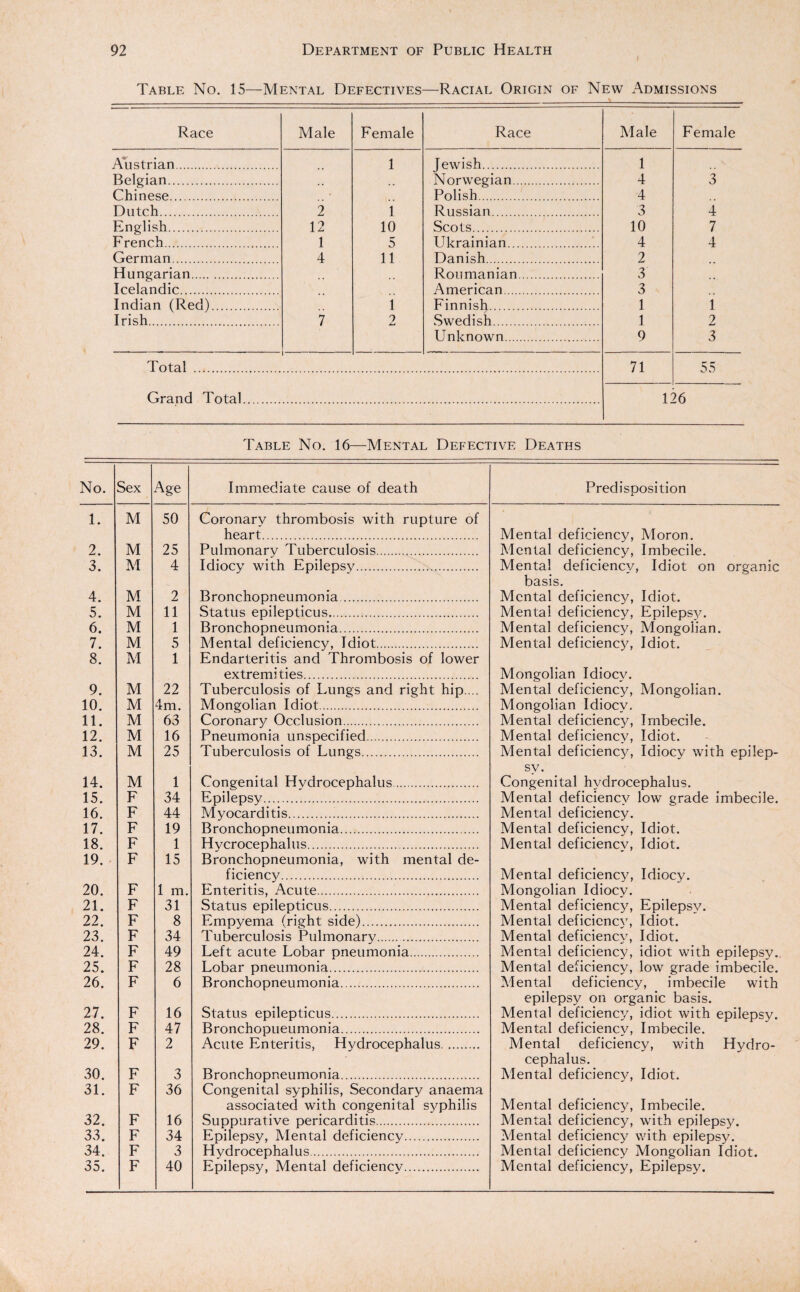 92 Department of Public Health
Table No. 15—Mental Defectives—Racial Origin of New Admissions
Race Male Female Race Male Female
Austrian .. 1 Jewish 1 ..
Belgian .. .. Norwegian 4 3
Chinese .. .. Polish 4 ..
Dutch 2 1 Russian 3 4
English 12 10 Scots 10 7
French 1 5 Ukrainian 4 4
German 4 11 Danish 2 ..
Hungarian .. .. Roumanian 3 ..
Icelandic .. .. American 3 ..
Indian (Red) .. 1 Finnish 1 1
Irish 7 2 Swedish 1 2
Unknown 9 3
Total 71 55
Grand Total 126
Table No. 16—Mental Defective Deaths
No. Sex Age Immediate cause of death Predisposition
1. M 50 Coronary thrombosis with rupture of
heart Mental deficiency, Moron.
2. M 25 Pulmonary Tuberculosis Mental deficiency, Imbecile.
3. M 4 Idiocy with Epilepsy Mental deficiency, Idiot on organic
basis.
4. M 2 Bronchopneumonia Mental deficiency, Idiot.
5. M 11 Status epilepticus Mental deficiency, Epilepsy.
6. M 1 Bronchopneumonia Mental deficiency, Mongolian.
7. M 5 Mental deficiency, Idiot Mental deficiency, Idiot.
8. M 1 Endarteritis and Thrombosis of lower
extremities Mongolian Idiocy.
9. M 22 Tuberculosis of Lungs and right hip.... Mental deficiency, Mongolian.
10. M 4m. Mongolian Idiot Mongolian Idiocy.
11. M 63 Coronary Occlusion Mental deficiency, Imbecile.
12. M 16 Pneumonia unspecified Mental deficiency, Idiot.
13. M 25 Tuberculosis of Lungs Mental deficiency, Idiocy with epilep-
sy.
14. M 1 Congenital Hydrocephalus Congenital hydrocephalus.
15. F 34 Epilepsy Mental deficiency low grade imbecile.
16. F 44 Myocarditis Mental deficiency.
17. F 19 Bronchopneumonia Mental deficiency, Idiot.
18. F 1 Hycrocephalus Mental deficiency, Idiot.
19. F 15 Bronchopneumonia, with mental de-
ficiency Mental deficiency, Idiocy.
20. F 1 m. Enteritis, Acute Mongolian Idiocy.
21. F 31 Status epilepticus Mental deficiency, Epilepsy.
22. F 8 Empyema (right side) Mental deficiency, Idiot.
23. F 34 Tuberculosis Pulmonary Mental deficiency, Idiot.
24. F 49 Left acute Lobar pneumonia Mental deficiency, idiot with epilepsy.
25. F 28 Lobar pneumonia Mental deficiency, low grade imbecile.
26. F 6 Bronchopneumonia Mental deficiency, imbecile with
epilepsy on organic basis.
27. F 16 Status epilepticus Mental deficiency, idiot with epilepsy.
28. F 47 Bronchopueumonia Mental deficiency, Imbecile.
29. F 2 Acute Enteritis, Hydrocephalus Mental deficiency, with Hydro-
cephalus.
30. F 3 Bronchopneumonia Mental deficiency, Idiot.
31. F 36 Congenital syphilis, Secondary anaema
associated with congenital syphilis Mental deficiency, Imbecile.
32. F 16 Suppurative pericarditis Mental deficiency, with epilepsy.
33. F 34 Epilepsy, Mental deficiency Mental deficiency with epilepsy.
34. F 3 Hydrocephalus Mental deficiency Mongolian Idiot.
35. F 40 Epilepsy, Mental deficiency Mental deficiency, Epilepsy.